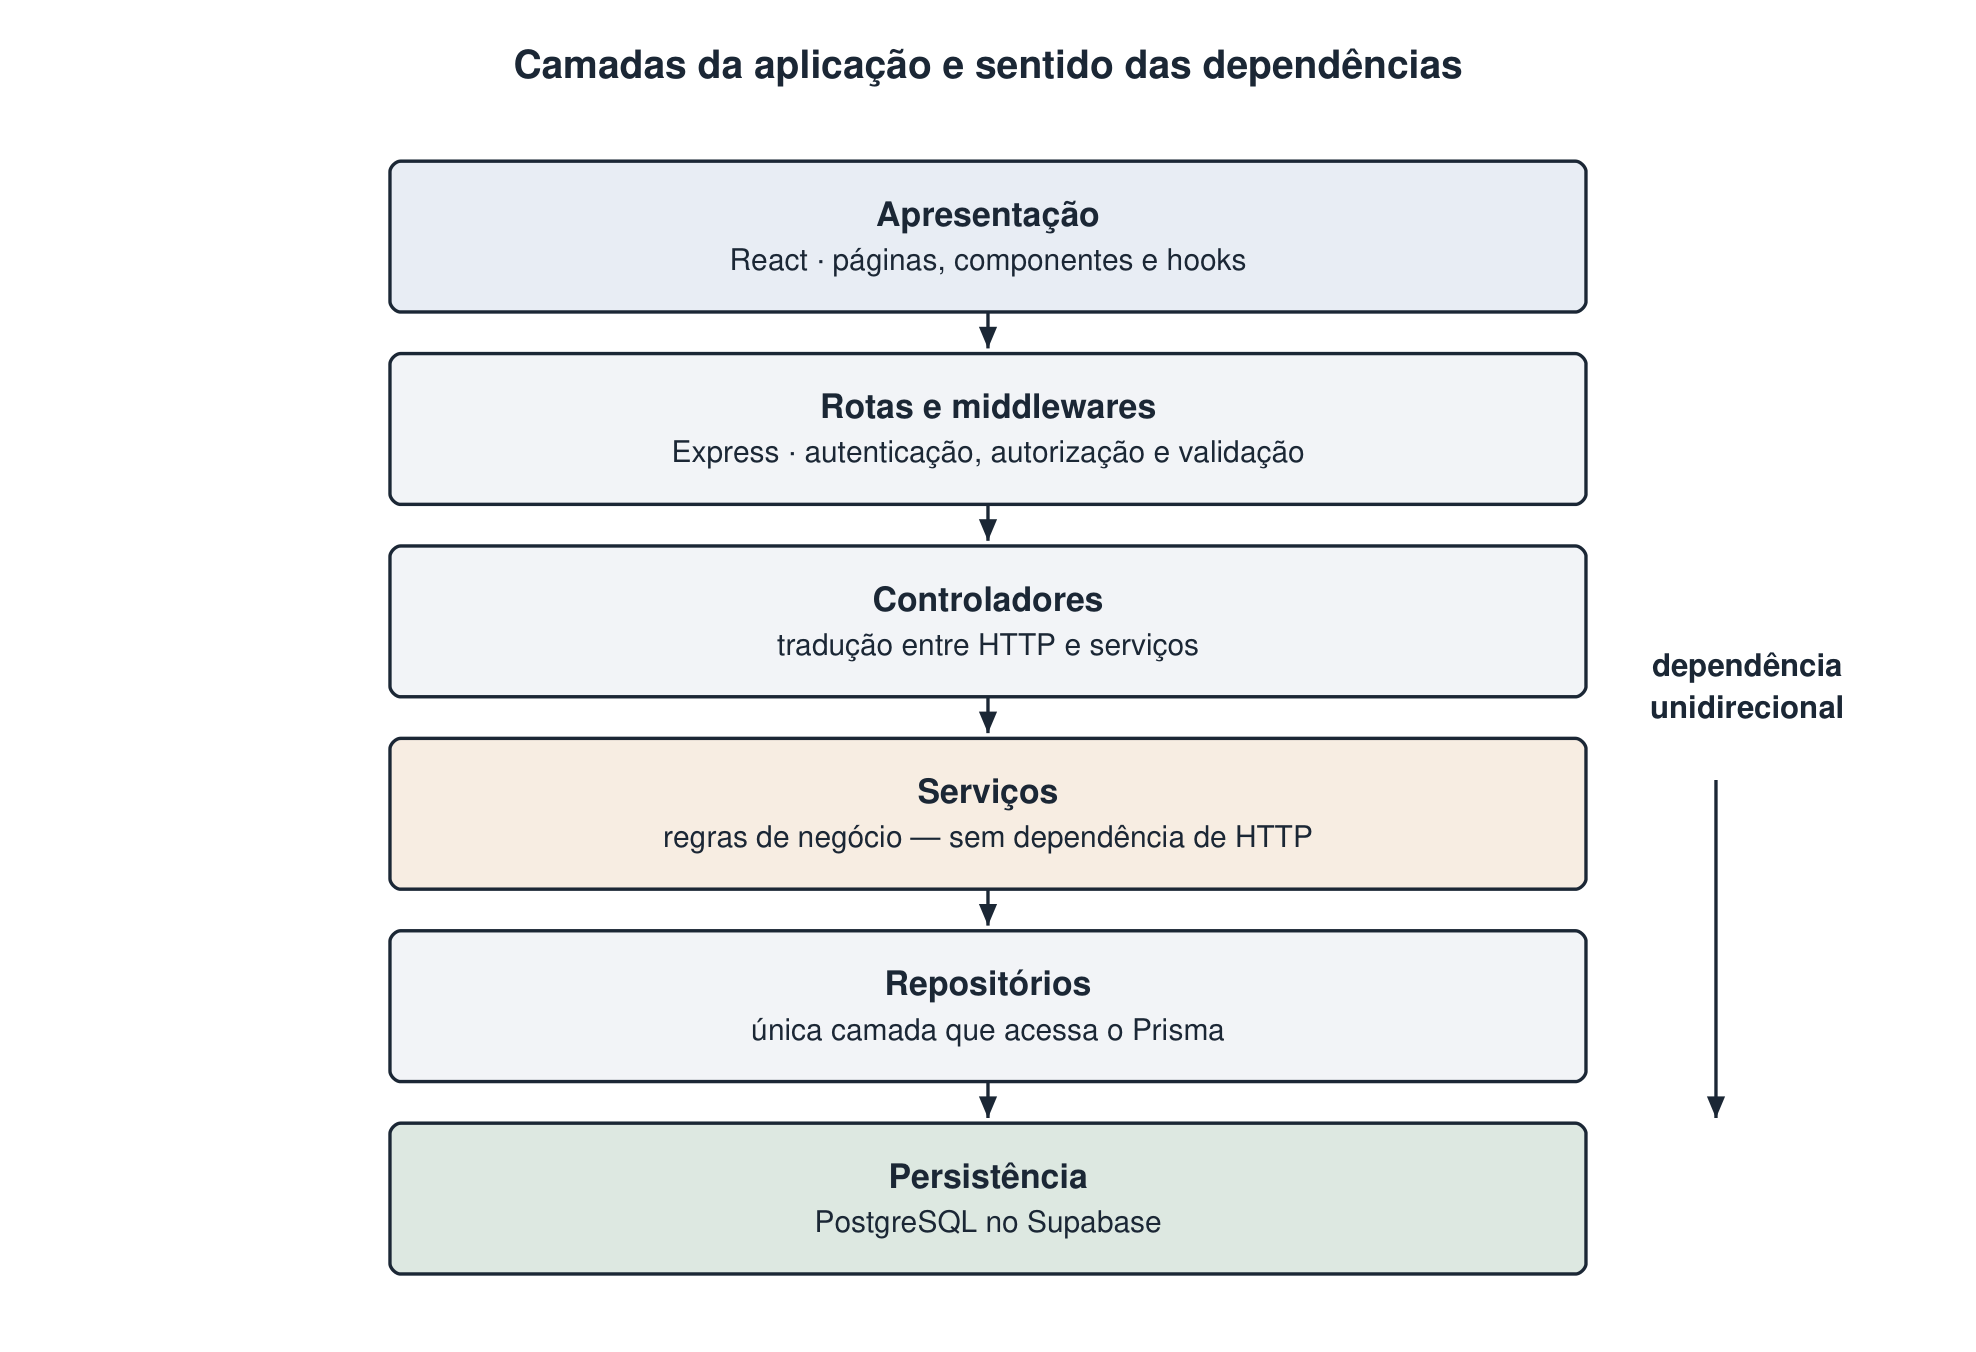 Camadas da aplicação e sentido das dependências
Apresentação
React · páginas, componentes e hooks
Rotas e middlewares
Express · autenticação, autorização e validação
Controladores
tradução entre HTTP e serviços
dependência
unidirecional
Serviços
regras de negócio — sem dependência de HTTP
Repositórios
única camada que acessa o Prisma
Persistência
PostgreSQL no Supabase